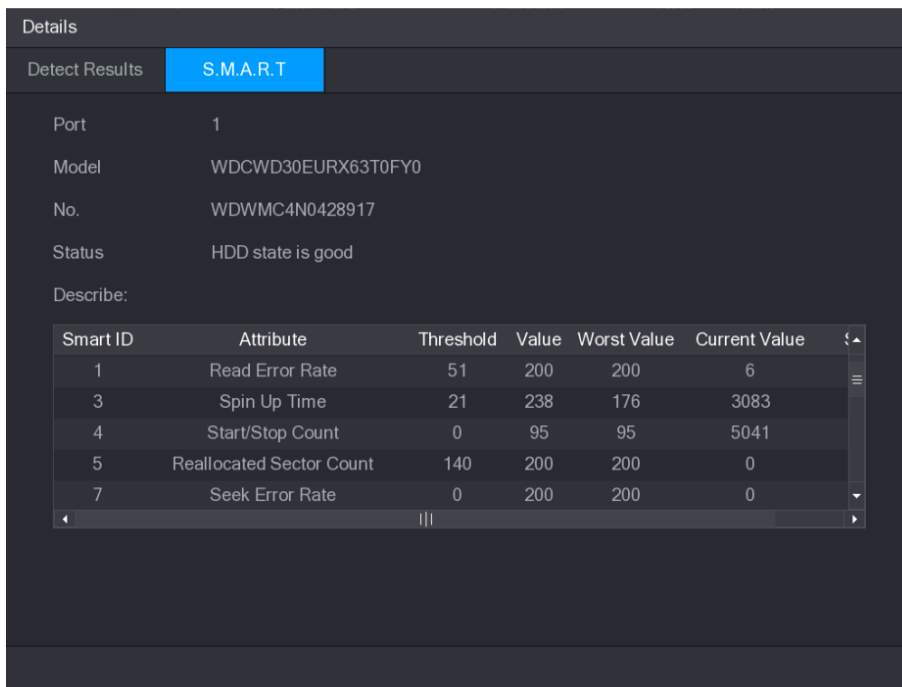 Details
Detect Results S.M.A.R.T
Port 1
Model WDCWD30EURX63T0FY0
No. WDWMC4N0428917
Status HDD state is good
Describe:
Smart ID Attribute Threshold Value Worst Value Current Value
1 Read Error Rate 51 200 200 6
3 Spin Up Time 21 238 176 3083
4 Start/Stop Count 0 95 95 5041
5 Reallocated Sector Count 140 200 200 0
7 Seek Error Rate 0 200 200 0